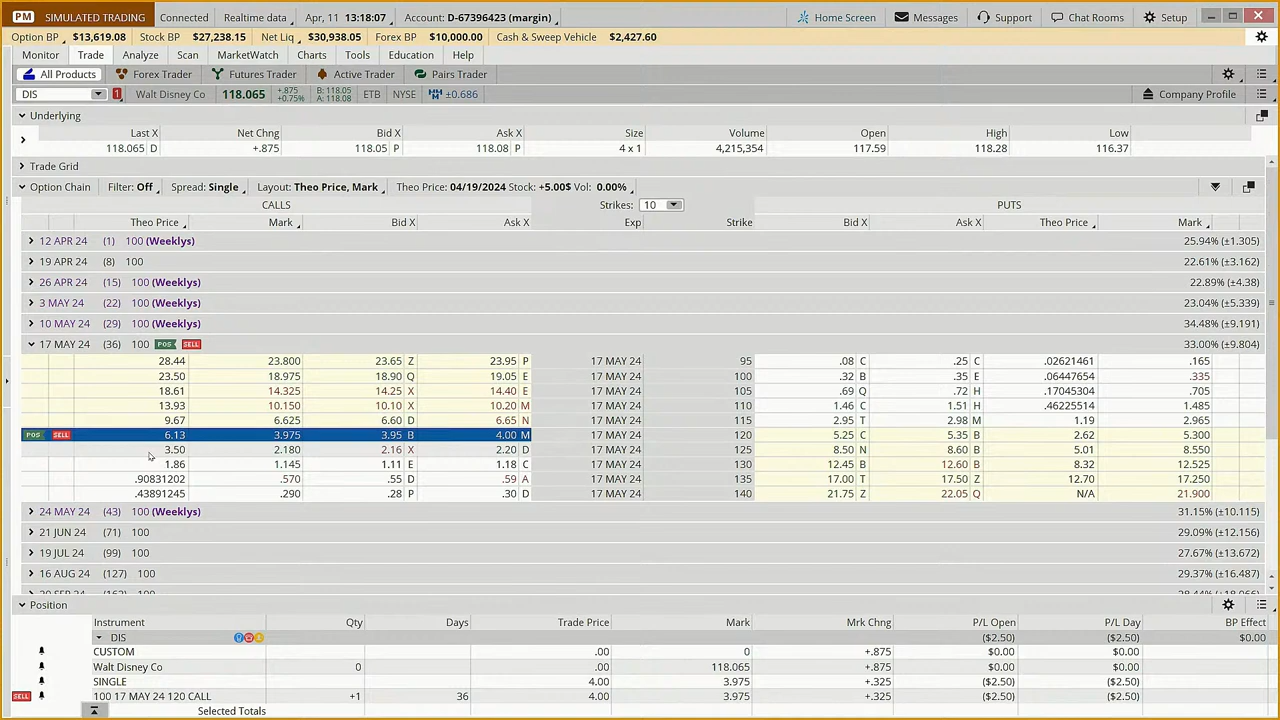 PM SIMULATED TRADING Connected Realtime data Apr, 11 13:18:07 Account: D-67396423 (margin) Home Screen Messages Support Chat Rooms Setup
Option BP $13,619.08 Stock BP $27,238.15 Net Liq $30,938.05 Forex BP $10,000.00 Cash & Sweep Vehicle $2,427.60
Monitor Trade Analyze Scan MarketWatch Charts Tools Education Help
All Products Forex Trader Futures Trader Active Trader Pairs Trader
DIS 1 Walt Disney Co 118.065 +.875 +0.75% B: 118.05 A: 118.08 ETB NYSE ±0.686 Company Profile
Underlying
Last X Net Chng Bid X Ask X Size Volume Open High Low
118.065 D +.875 118.05 P 118.08 P 4 x 1 4,215,354 117.59 118.28 116.37
Trade Grid
Option Chain Filter: Off Spread: Single Layout: Theo Price, Mark Theo Price: 04/19/2024 Stock: +5.00$ Vol: 0.00%
CALLS Strikes: 10 PUTS
Theo Price Mark Bid X Ask X Exp Strike Bid X Ask X Theo Price Mark
12 APR 24 (1) 100 (Weeklys) 25.94% (±1.305)
19 APR 24 (8) 100 22.61% (±3.162)
26 APR 24 (15) 100 (Weeklys) 22.89% (±4.38)
3 MAY 24 (22) 100 (Weeklys) 23.04% (±5.339)
10 MAY 24 (29) 100 (Weeklys) 34.48% (±9.191)
17 MAY 24 (36) 100 POS SELL 33.00% (±9.804)
28.44 23.800 23.65 Z 23.95 P 17 MAY 24 95 .08 C .25 C .02621461 .165
23.50 18.975 18.90 Q 19.05 E 17 MAY 24 100 .32 B .35 E .06447654 .335
18.61 14.325 14.25 X 14.40 E 17 MAY 24 105 .69 Q .72 H .17045304 .705
13.93 10.150 10.10 X 10.20 M 17 MAY 24 110 1.46 C 1.51 H .46225514 1.485
9.67 6.625 6.60 D 6.65 N 17 MAY 24 115 2.95 T 2.98 M 1.19 2.965
POS SELL 6.13 3.975 3.95 B 4.00 M 17 MAY 24 120 5.25 C 5.35 B 2.62 5.300
3.50 2.180 2.16 X 2.20 D 17 MAY 24 125 8.50 N 8.60 B 5.01 8.550
1.86 1.145 1.11 E 1.18 C 17 MAY 24 130 12.45 B 12.60 B 8.32 12.525
.90831202 .570 .55 D .59 A 17 MAY 24 135 17.00 T 17.50 Z 12.70 17.250
.43891245 .290 .28 P .30 D 17 MAY 24 140 21.75 Z 22.05 Q N/A 21.900
24 MAY 24 (43) 100 (Weeklys) 31.15% (±10.115)
21 JUN 24 (71) 100 29.09% (±12.156)
19 JUL 24 (99) 100 27.67% (±13.672)
16 AUG 24 (127) 100 29.37% (±16.487)
Position
Instrument Qty Days Trade Price Mark Mrk Chng P/L Open P/L Day BP Effect
DIS ($2.50) ($2.50) $0.00
CUSTOM .00 0 +.875 $0.00 $0.00
Walt Disney Co 0 .00 118.065 +.875 $0.00 $0.00
SINGLE 4.00 3.975 +.325 ($2.50) ($2.50)
SELL 100 17 MAY 24 120 CALL +1 36 4.00 3.975 +.325 ($2.50) ($2.50)
Selected Totals